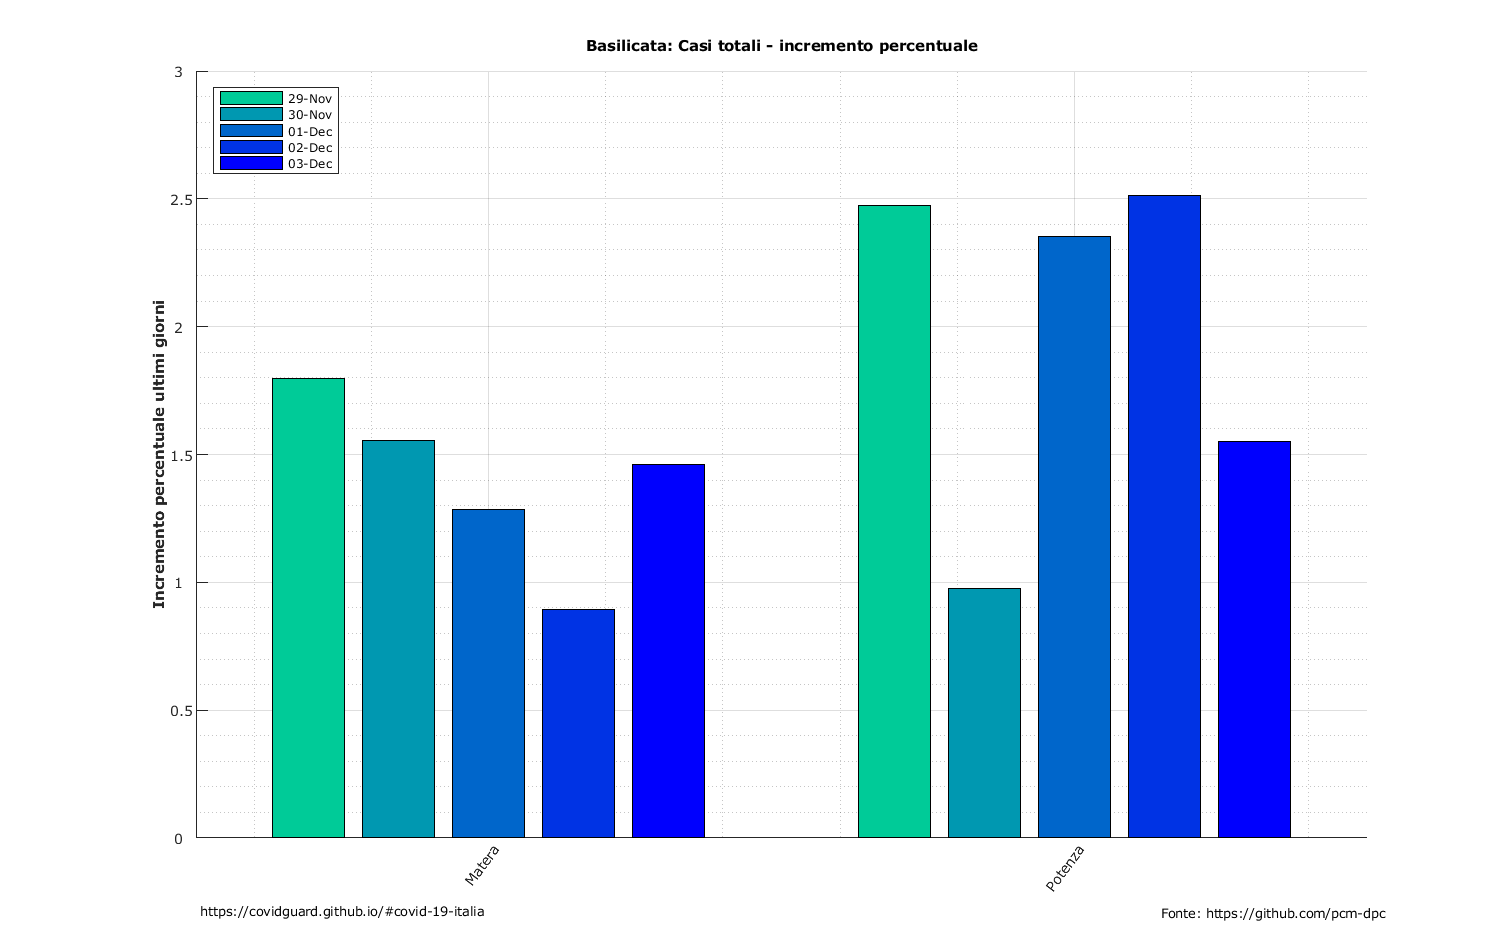 Basilicata: Casi totali - incremento percentuale
3
2.5
2
1.5
1
0.5
0
Incremento percentuale ultimi giorni
29-Nov
30-Nov
01-Dec
02-Dec
03-Dec
Matera
Potenza
https://covidguard.github.io/#covid-19-italia
Fonte: https://github.com/pcm-dpc